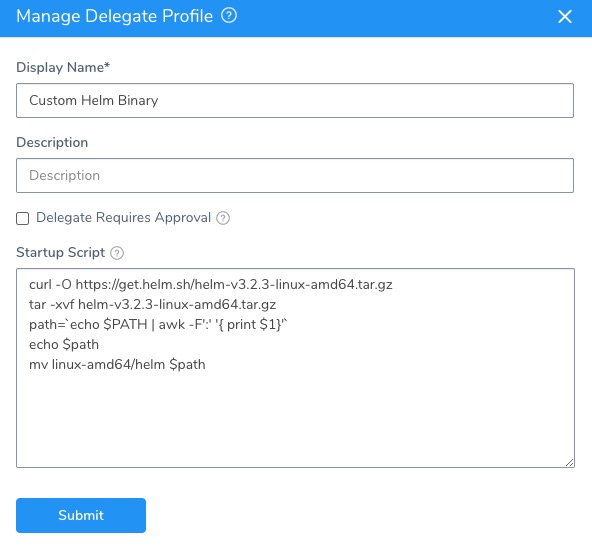 Manage Delegate Profile ?
Display Name*
Custom Helm Binary
Description
Description
Delegate Requires Approval ?
Startup Script ?
curl -O https://get.helm.sh/helm-v3.2.3-linux-amd64.tar.gz
tar -xvf helm-v3.2.3-linux-amd64.tar.gz
path=`echo $PATH | awk -F':' '{ print $1}'`
echo $path
mv linux-amd64/helm $path
Submit